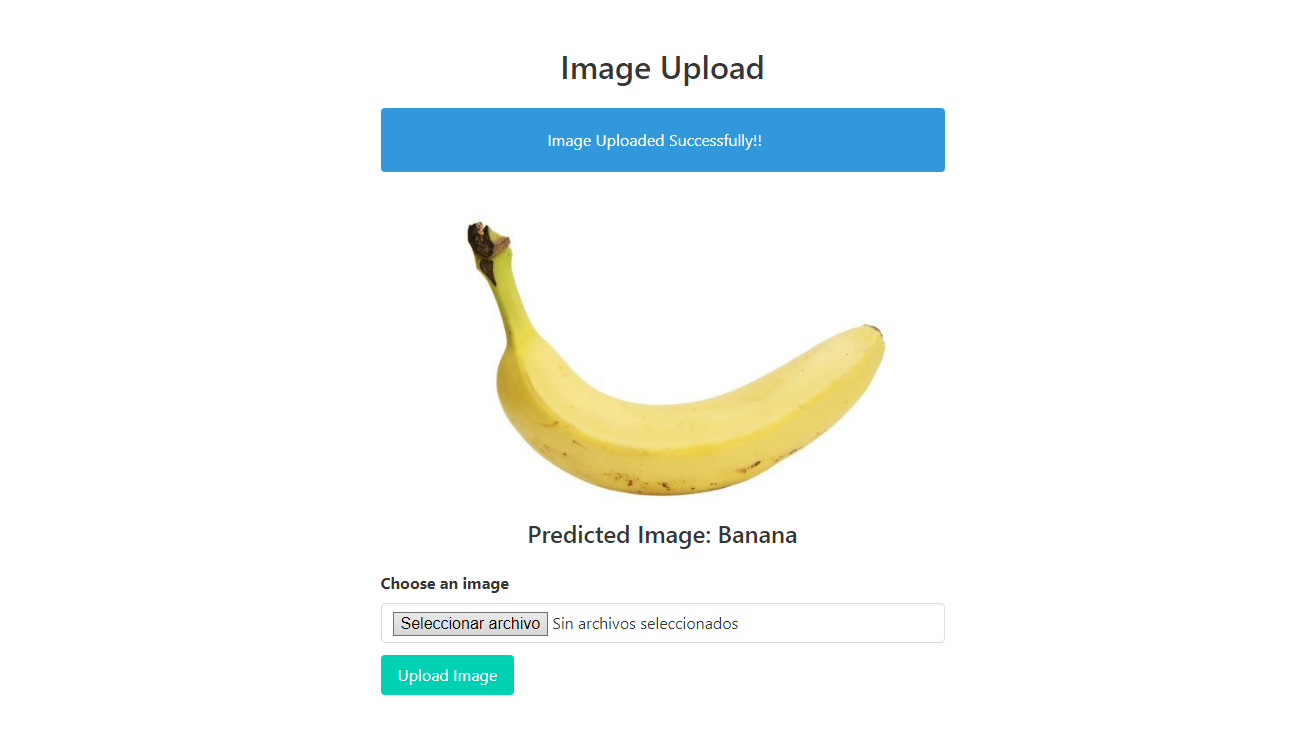 Image Upload
Image Uploaded Successfully!!
Predicted Image: Banana
Choose an image
Seleccionar archivo Sin archivos seleccionados
Upload Image